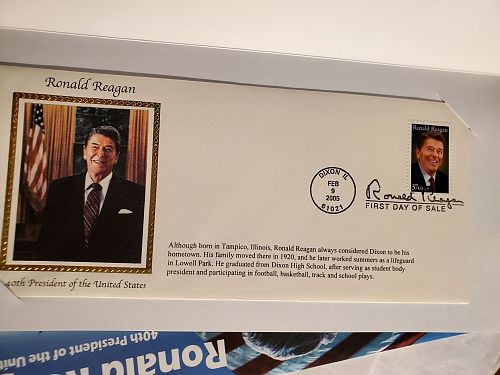 Ronald Reagan
40th President of the United States
DIXON IL
FEB
9
2005
61021
Ronald Reagan
37 USA
Ronald Reagan
FIRST DAY OF SALE
Although born in Tampico, Illinois, Ronald Reagan always considered Dixon to be his
hometown. His family moved there in 1920, and he later worked summers as a lifeguard
in Lowell Park. He graduated from Dixon High School, after serving as student body
president and participating in football, basketball, track and school plays.
Ronald
40th President of the Unit